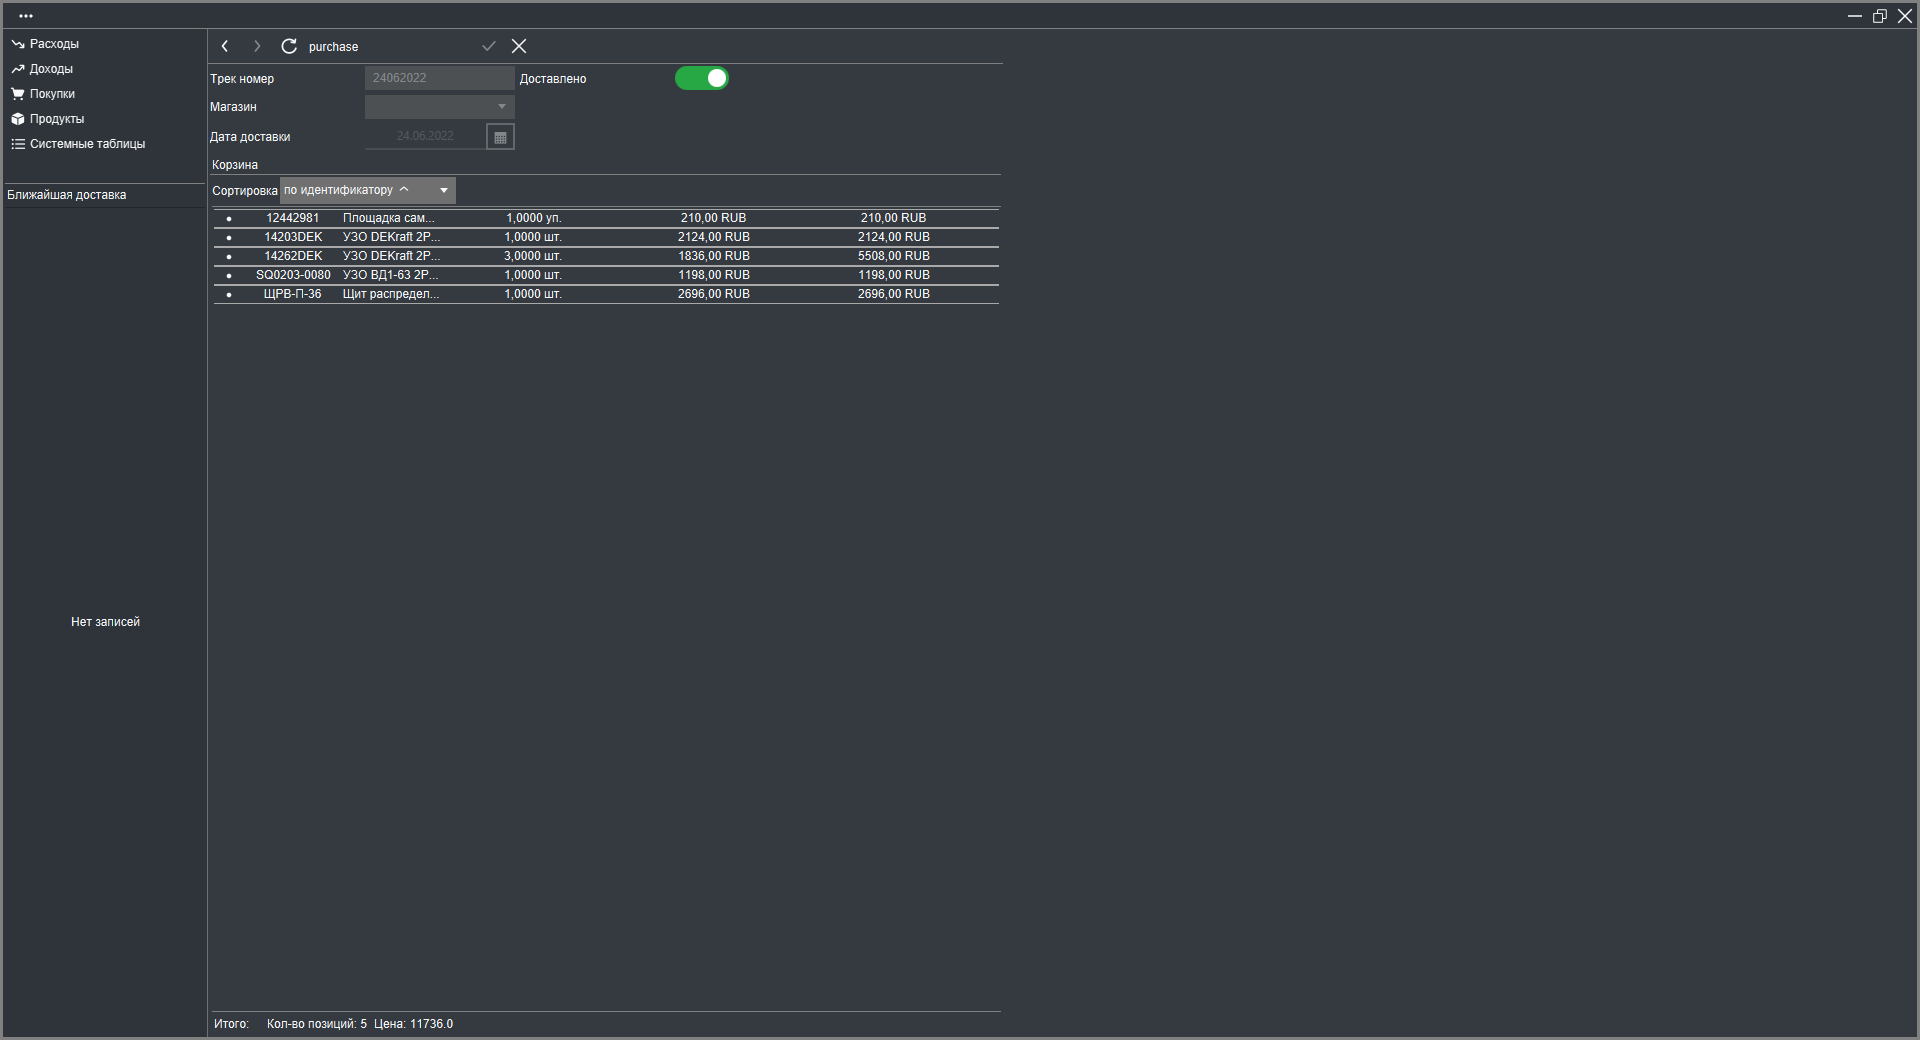 Расходы
Доходы
Покупки
Продукты
Системные таблицы
Ближайшая доставка
Нет записей
purchase
Трек номер 24062022 Доставлено
Магазин
Дата доставки 24.06.2022
Корзина
Сортировка по идентификатору
12442981 Площадка сам... 1,0000 уп. 210,00 RUB 210,00 RUB
14203DEK УЗО DEKraft 2P... 1,0000 шт. 2124,00 RUB 2124,00 RUB
14262DEK УЗО DEKraft 2P... 3,0000 шт. 1836,00 RUB 5508,00 RUB
SQ0203-0080 УЗО ВД1-63 2Р... 1,0000 шт. 1198,00 RUB 1198,00 RUB
ЩРВ-П-36 Щит распредел... 1,0000 шт. 2696,00 RUB 2696,00 RUB
Итого: Кол-во позиций: 5 Цена: 11736.0